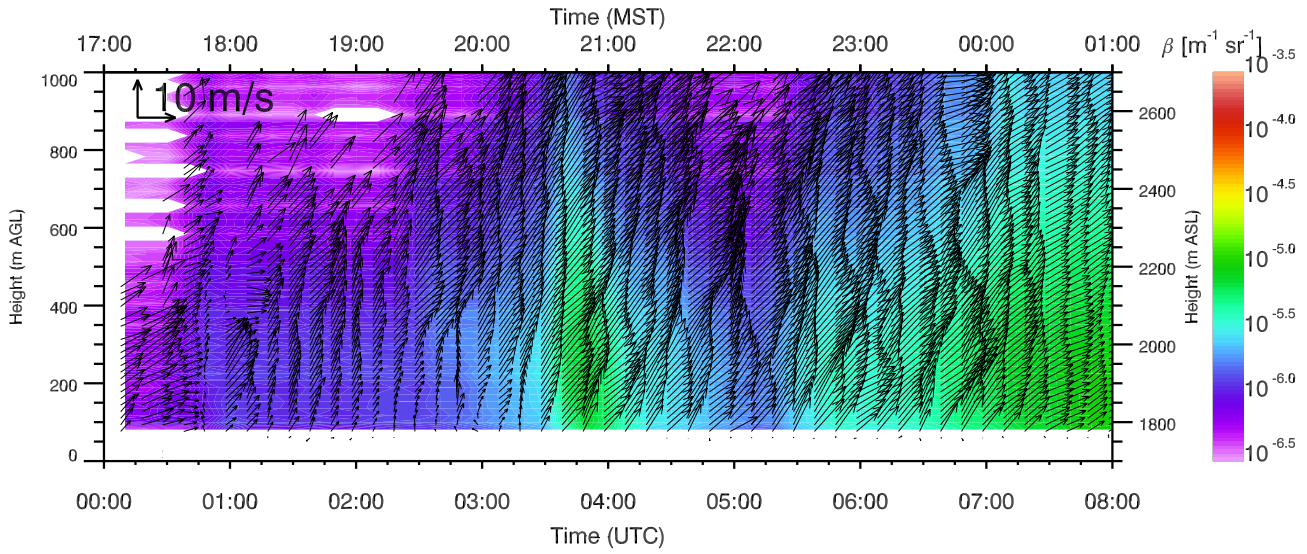 Time (MST)
17:00 18:00 19:00 20:00 21:00 22:00 23:00 00:00 01:00
β [m⁻¹ sr⁻¹]
10 m/s
1000
800
600
400
200
0
Height (m AGL)
2600
2400
2200
2000
1800
Height (m ASL)
10⁻³·⁵
10⁻⁴·⁰
10⁻⁴·⁵
10⁻⁵·⁰
10⁻⁵·⁵
10⁻⁶·⁰
10⁻⁶·⁵
00:00 01:00 02:00 03:00 04:00 05:00 06:00 07:00 08:00
Time (UTC)